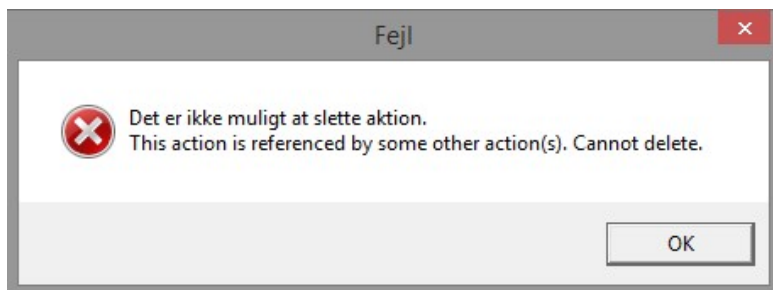 Fejl
Det er ikke muligt at slette aktion.
This action is referenced by some other action(s). Cannot delete.
OK